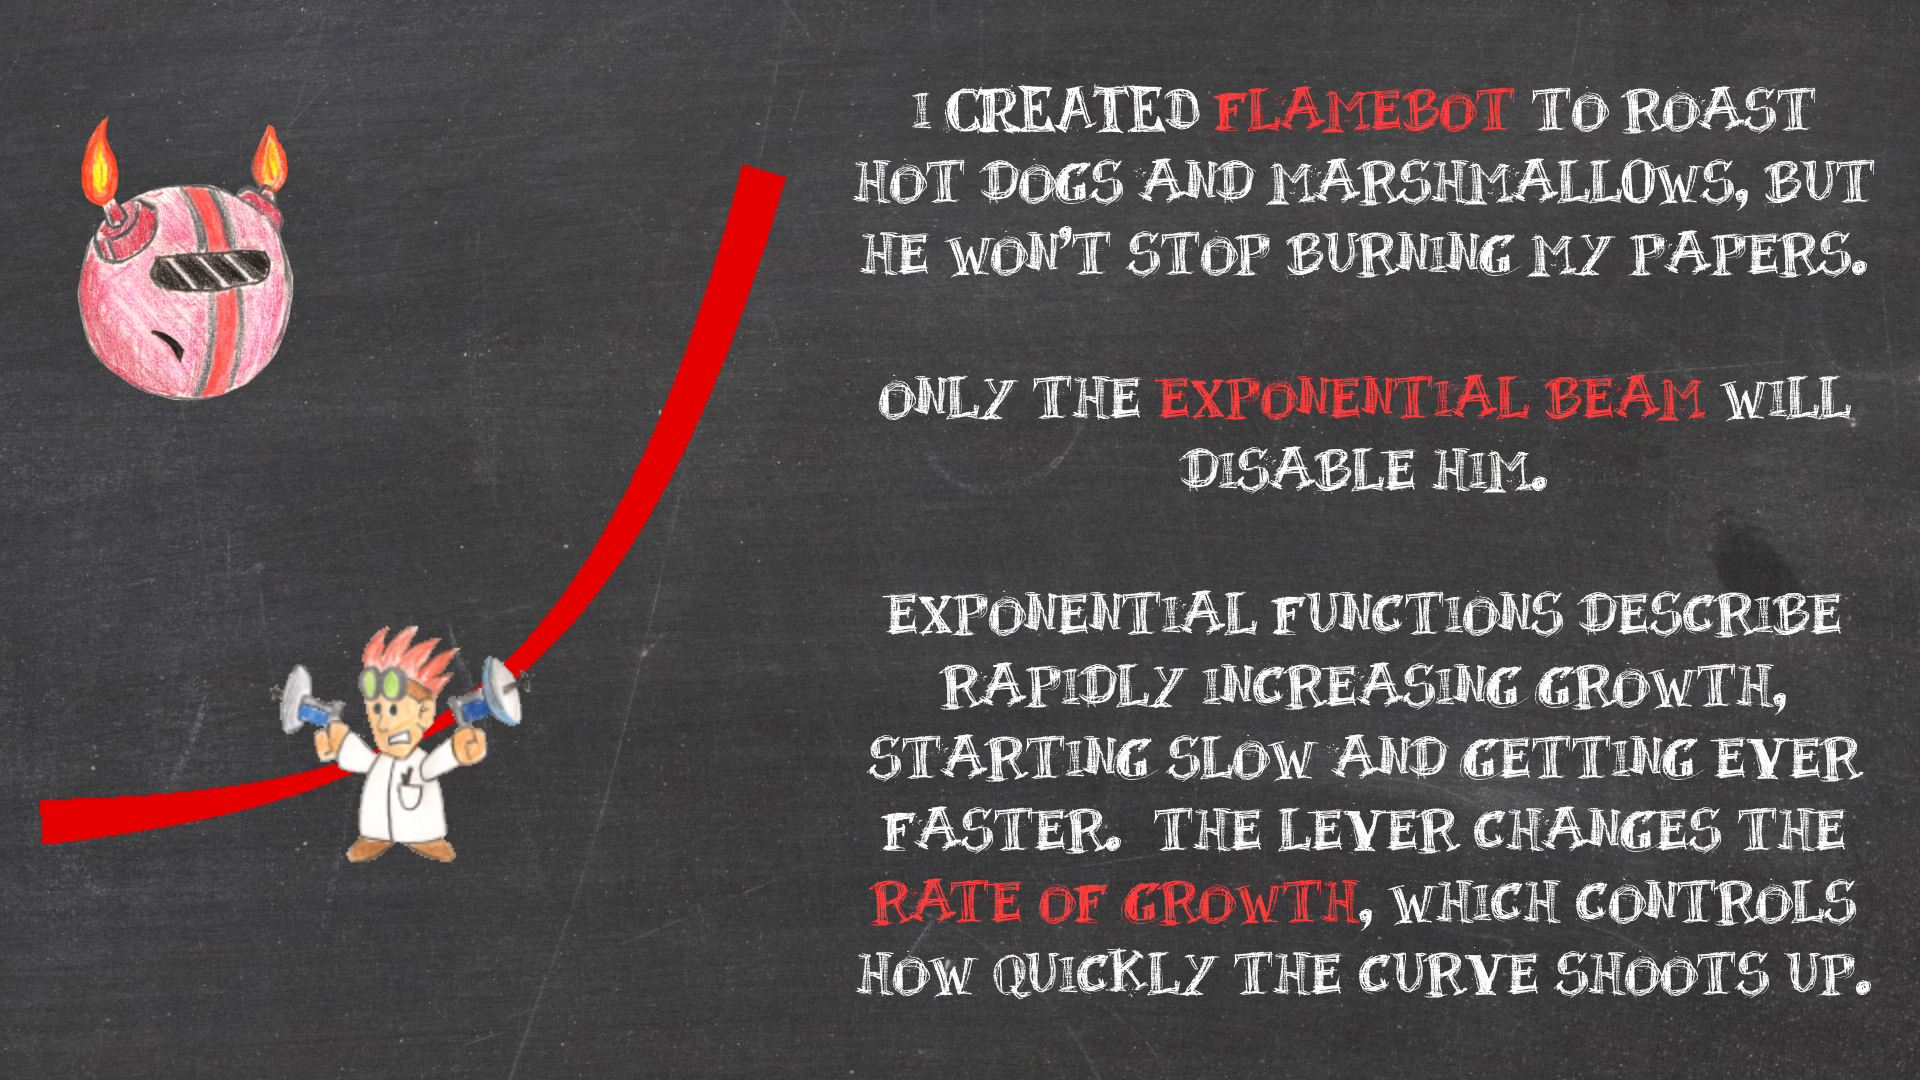 I CREATED FLAMEBOT TO ROAST
HOT DOGS AND MARSHMALLOWS, BUT
HE WON'T STOP BURNING MY PAPERS.
ONLY THE EXPONENTIAL BEAM WILL
DISABLE HIM.
EXPONENTIAL FUNCTIONS DESCRIBE
RAPIDLY INCREASING GROWTH,
STARTING SLOW AND GETTING EVER
FASTER. THE LEVER CHANGES THE
RATE OF GROWTH, WHICH CONTROLS
HOW QUICKLY THE CURVE SHOOTS UP.